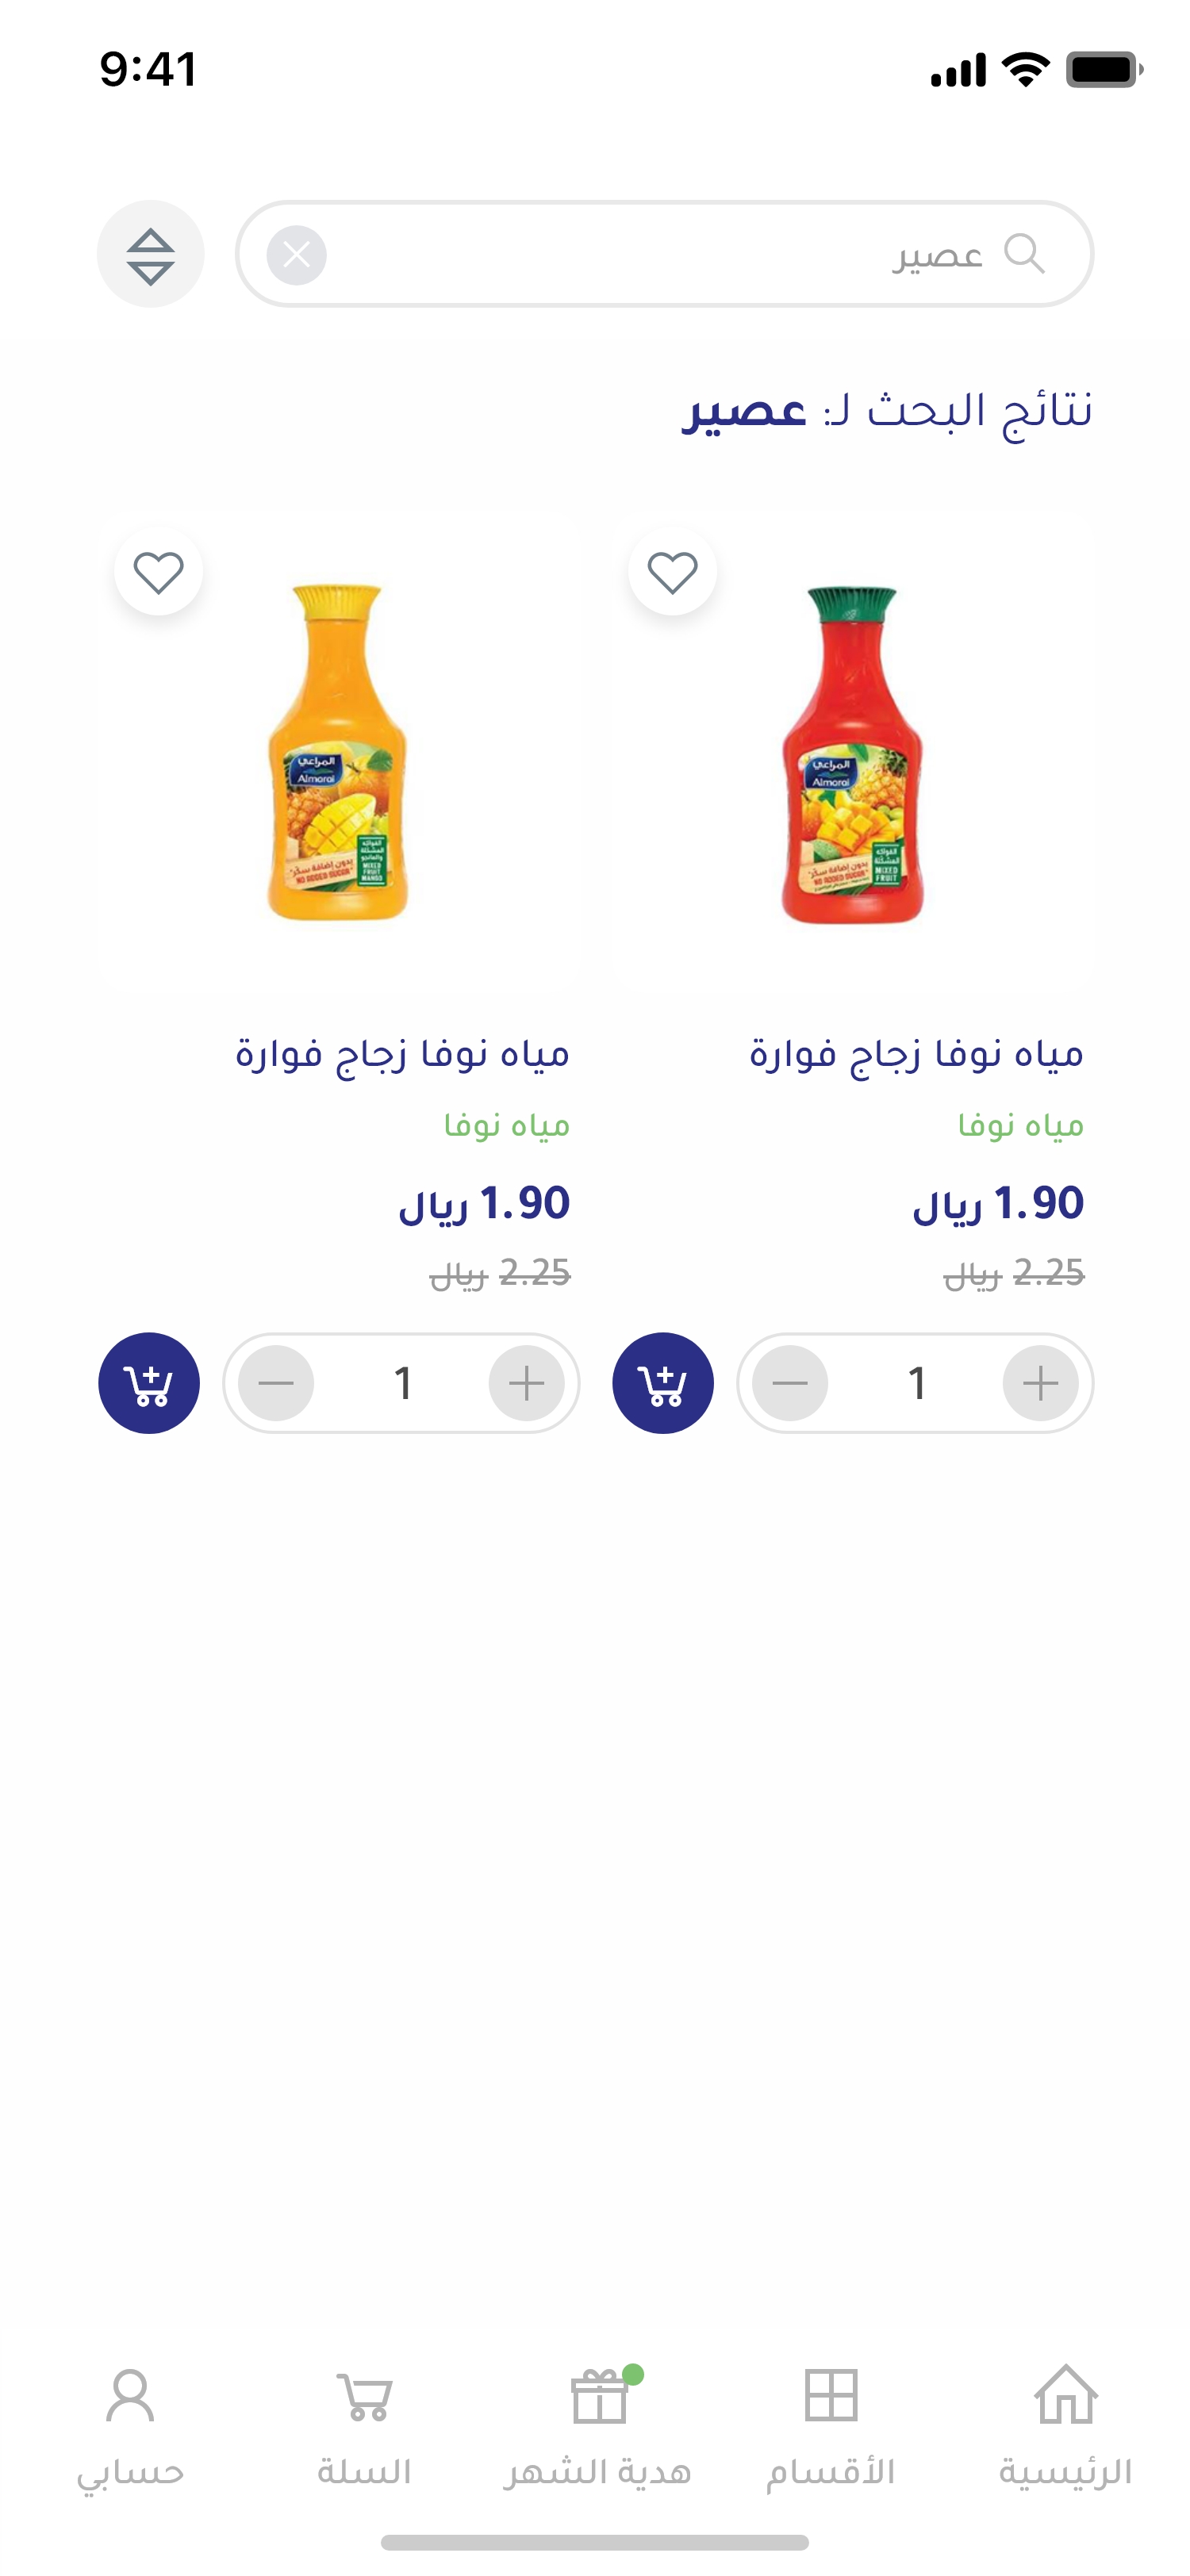 9:41
عصير
نتائج البحث لـ: عصير
المراعي
Almarai
الفواكه
المشكلة
MIXED
FRUIT
بدون إضافة سكّر
NO ADDED SUGAR
المراعي
Almarai
الفواكه
المشكلة
والمانجو
MIXED
FRUIT
MANGO
بدون إضافة سكّر
NO ADDED SUGAR
مياه نوفا زجاج فوارة
مياه نوفا
1.90 ريال
2.25 ريال
1
مياه نوفا زجاج فوارة
مياه نوفا
1.90 ريال
2.25 ريال
1
الرئيسية
الأقسام
هدية الشهر
السلة
حسابي